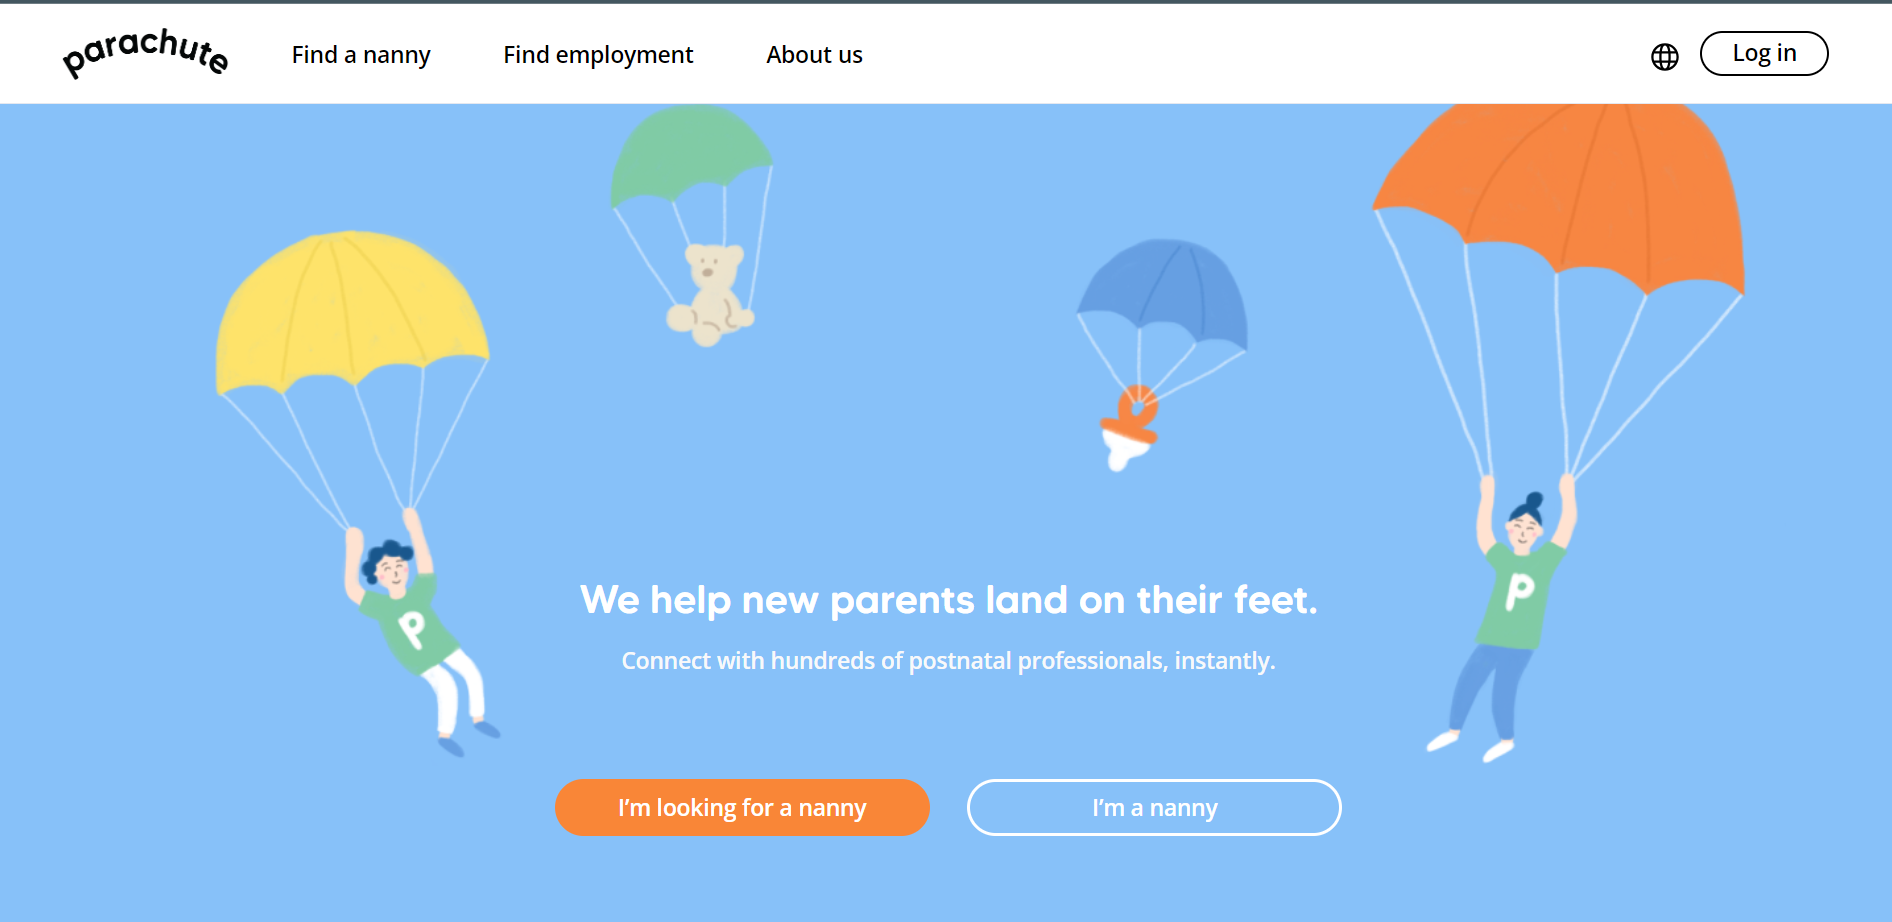 parachute
Find a nanny
Find employment
About us
Log in
p
p
We help new parents land on their feet.
Connect with hundreds of postnatal professionals, instantly.
I’m looking for a nanny
I’m a nanny